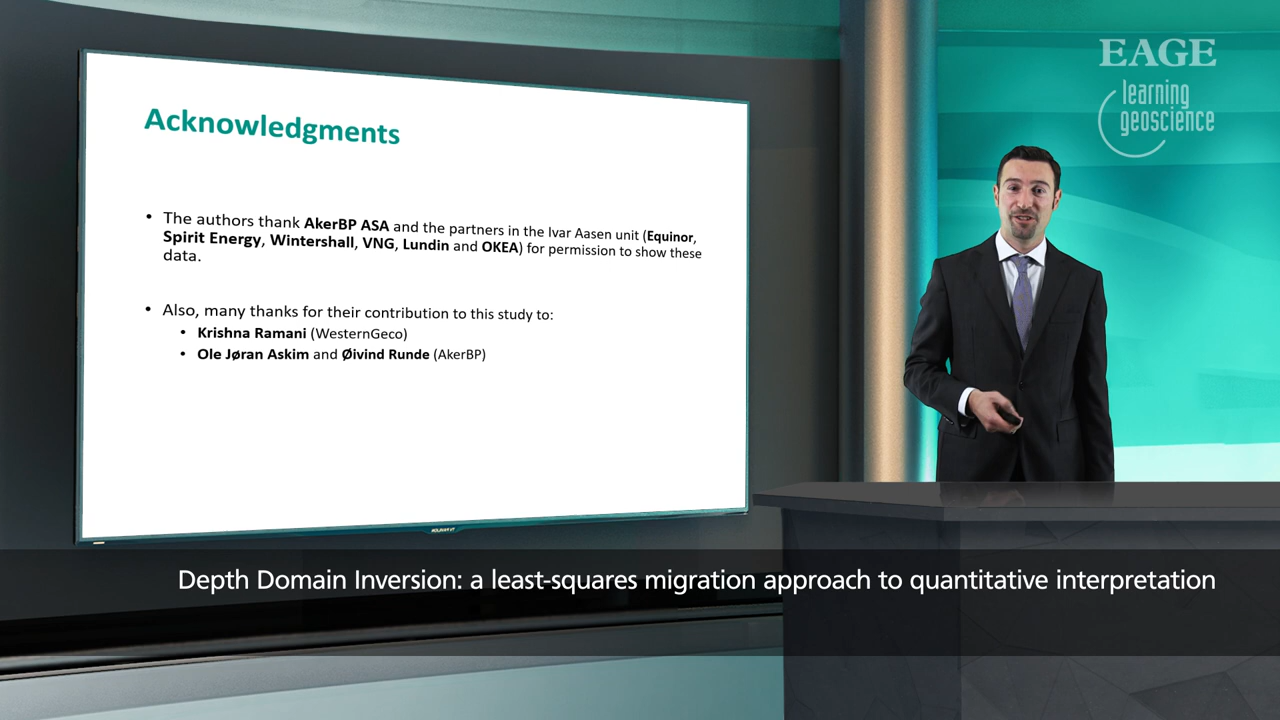 EAGE
learning
geoscience
Acknowledgments
• The authors thank AkerBP ASA and the partners in the Ivar Aasen unit (Equinor,
Spirit Energy, Wintershall, VNG, Lundin and OKEA) for permission to show these
data.
• Also, many thanks for their contribution to this study to:
• Krishna Ramani (WesternGeco)
• Ole Jøran Askim and Øivind Runde (AkerBP)
Depth Domain Inversion: a least-squares migration approach to quantitative interpretation